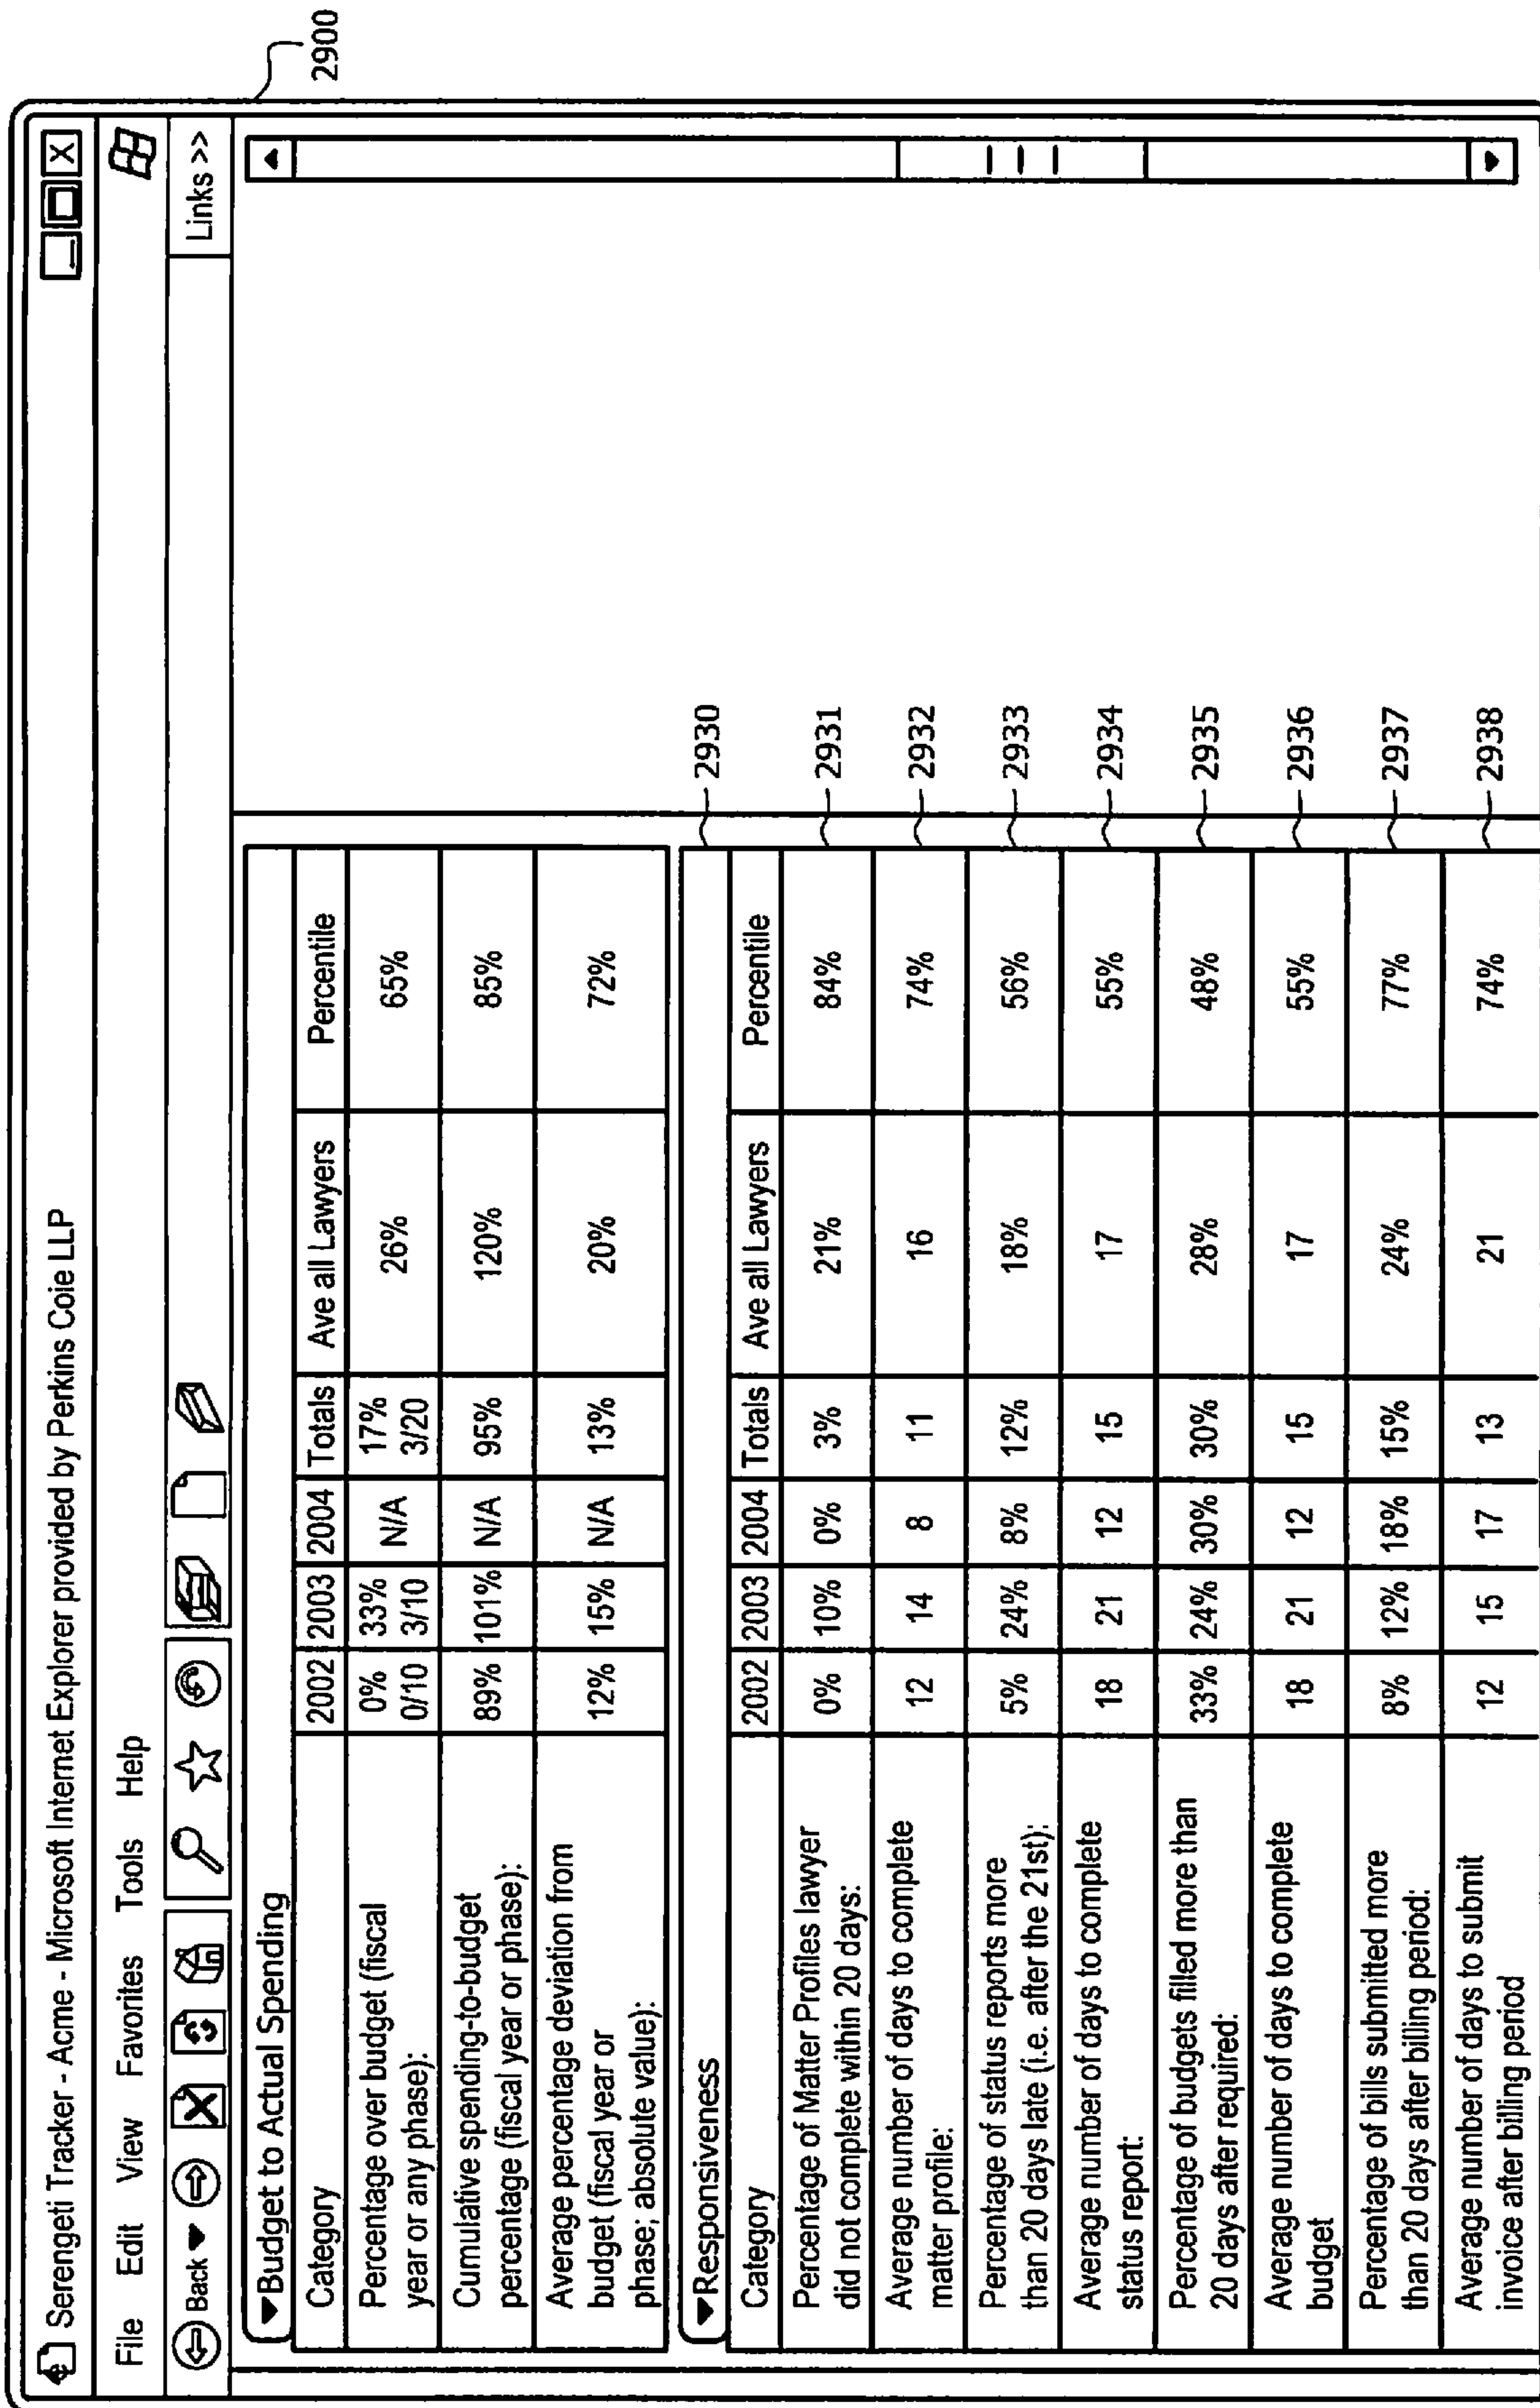 Serengeti Tracker - Acme - Microsoft Internet Explorer provided by Perkins Coie LLP
File Edit View Favorites Tools Help
Back
Links >>
2900
Budget to Actual Spending
Category 2002 2003 2004 Totals Ave all Lawyers Percentile
Percentage over budget (fiscal 0% 33% N/A 17% 26% 65%
year or any phase): 0/10 3/10 3/20
Cumulative spending-to-budget 89% 101% N/A 95% 120% 85%
percentage (fiscal year or phase):
Average percentage deviation from
budget (fiscal year or 12% 15% N/A 13% 20% 72%
phase; absolute value):
Responsiveness 2930
Category 2002 2003 2004 Totals Ave all Lawyers Percentile
Percentage of Matter Profiles lawyer 0% 10% 0% 3% 21% 84% 2931
did not complete within 20 days:
Average number of days to complete 12 14 8 11 16 74% 2932
matter profile:
Percentage of status reports more 5% 24% 8% 12% 18% 56% 2933
than 20 days late (i.e. after the 21st):
Average number of days to complete 18 21 12 15 17 55% 2934
status report:
Percentage of budgets filled more than 33% 24% 30% 30% 28% 48% 2935
20 days after required:
Average number of days to complete 18 21 12 15 17 55% 2936
budget
Percentage of bills submitted more 8% 12% 18% 15% 24% 77% 2937
than 20 days after billing period:
Average number of days to submit 12 15 17 13 21 74% 2938
invoice after billing period